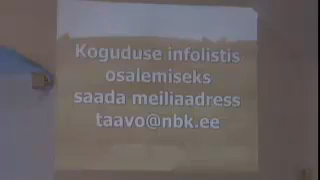 Koguduse infolistis
osalemiseks
saada meiliaadress
taavo@nbk.ee